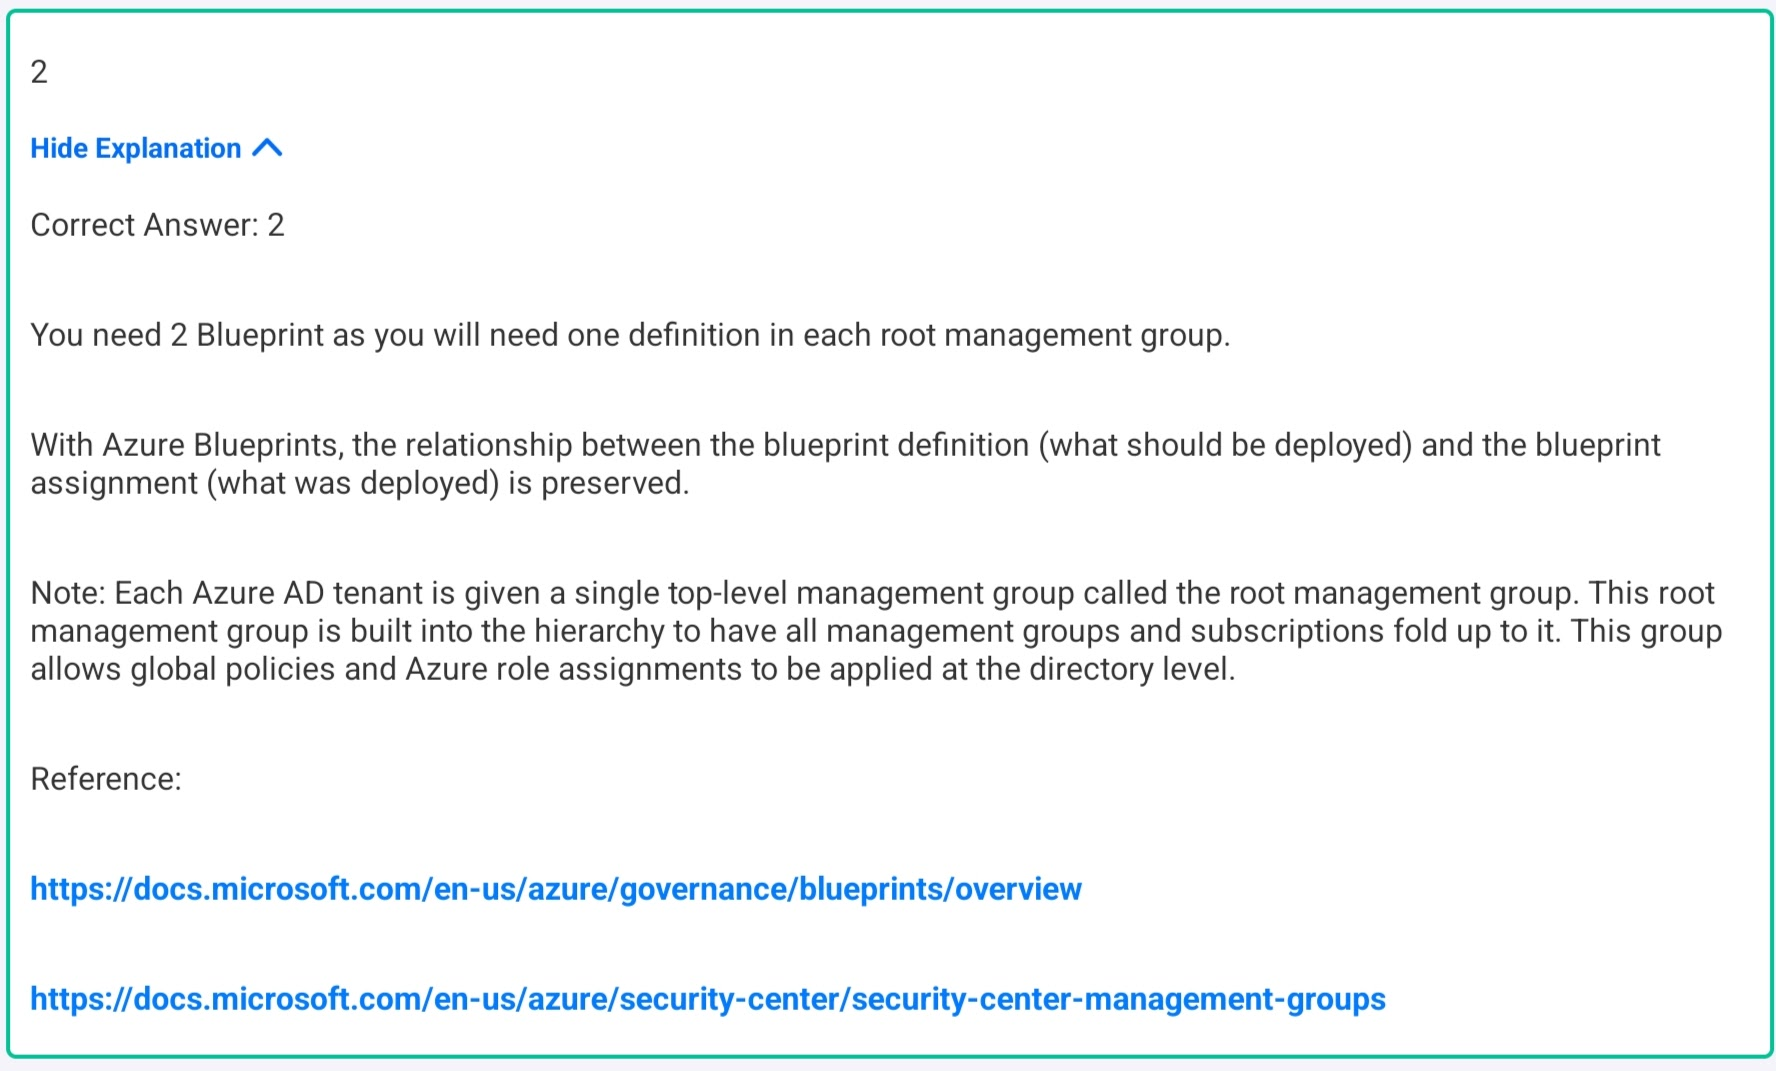 2
Hide Explanation
Correct Answer: 2
You need 2 Blueprint as you will need one definition in each root management group.
With Azure Blueprints, the relationship between the blueprint definition (what should be deployed) and the blueprint
assignment (what was deployed) is preserved.
Note: Each Azure AD tenant is given a single top-level management group called the root management group. This root
management group is built into the hierarchy to have all management groups and subscriptions fold up to it. This group
allows global policies and Azure role assignments to be applied at the directory level.
Reference:
https://docs.microsoft.com/en-us/azure/governance/blueprints/overview
https://docs.microsoft.com/en-us/azure/security-center/security-center-management-groups